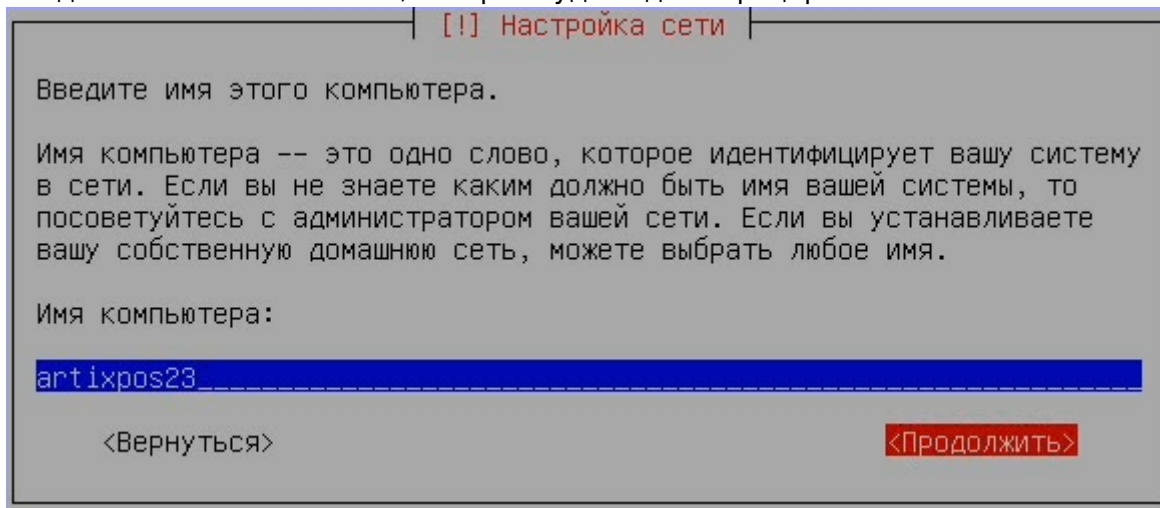 [!] Настройка сети
Введите имя этого компьютера.
Имя компьютера -- это одно слово, которое идентифицирует вашу систему
в сети. Если вы не знаете каким должно быть имя вашей системы, то
посоветуйтесь с администратором вашей сети. Если вы устанавливаете
вашу собственную домашнюю сеть, можете выбрать любое имя.
Имя компьютера:
artixpos23
<Вернуться> <Продолжить>